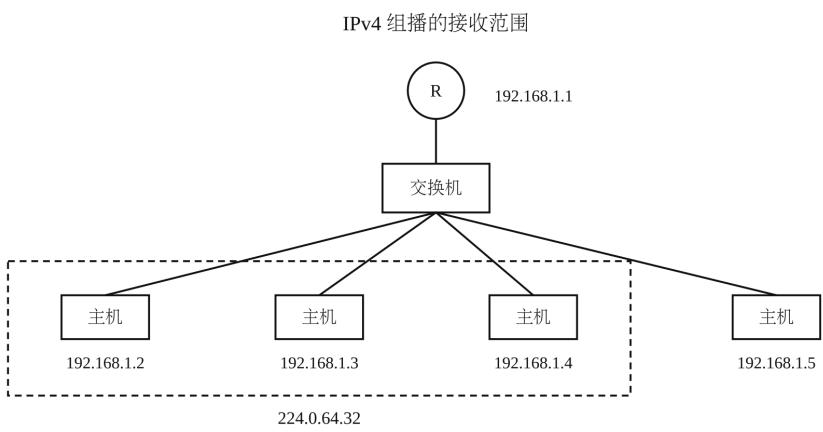 IPv4 组播的接收范围
R
192.168.1.1
交换机
主机
主机
主机
主机
192.168.1.2
192.168.1.3
192.168.1.4
192.168.1.5
224.0.64.32